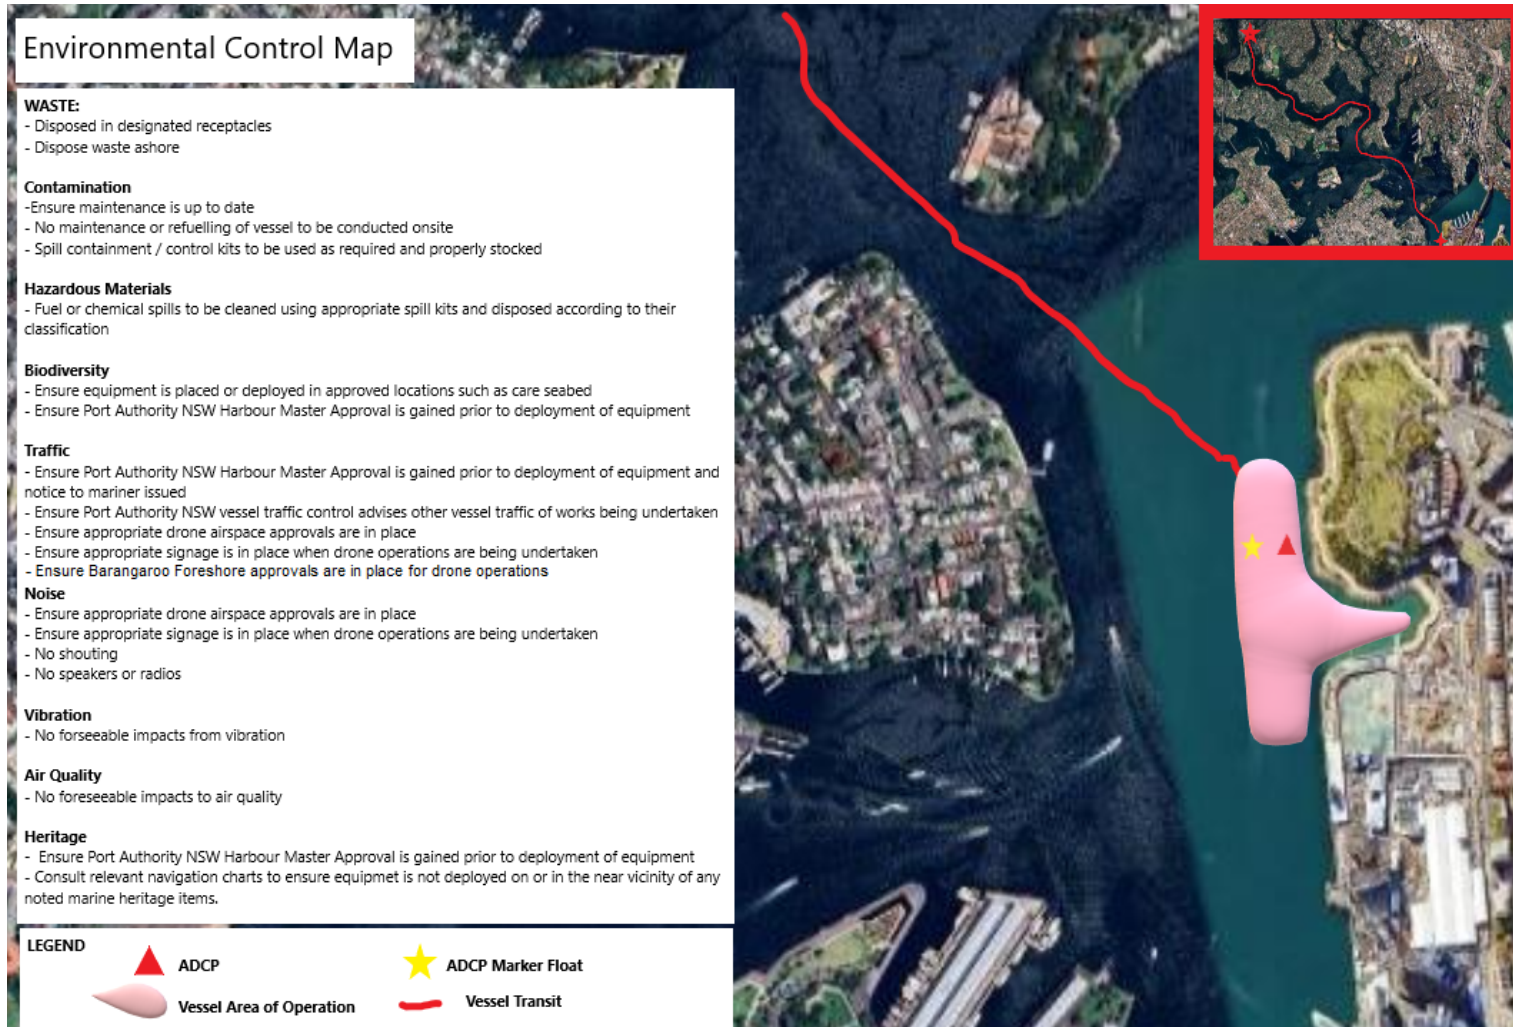 Environmental Control Map
WASTE:
- Disposed in designated receptacles
- Dispose waste ashore
Contamination
-Ensure maintenance is up to date
- No maintenance or refuelling of vessel to be conducted onsite
- Spill containment / control kits to be used as required and properly stocked
Hazardous Materials
- Fuel or chemical spills to be cleaned using appropriate spill kits and disposed according to their
classification
Biodiversity
- Ensure equipment is placed or deployed in approved locations such as care seabed
- Ensure Port Authority NSW Harbour Master Approval is gained prior to deployment of equipment
Traffic
- Ensure Port Authority NSW Harbour Master Approval is gained prior to deployment of equipment and
notice to mariner issued
- Ensure Port Authority NSW vessel traffic control advises other vessel traffic of works being undertaken
- Ensure appropriate drone airspace approvals are in place
- Ensure appropriate signage is in place when drone operations are being undertaken
- Ensure Barangaroo Foreshore approvals are in place for drone operations
Noise
- Ensure appropriate drone airspace approvals are in place
- Ensure appropriate signage is in place when drone operations are being undertaken
- No shouting
- No speakers or radios
Vibration
- No forseeable impacts from vibration
Air Quality
- No foreseeable impacts to air quality
Heritage
- Ensure Port Authority NSW Harbour Master Approval is gained prior to deployment of equipment
- Consult relevant navigation charts to ensure equipmet is not deployed on or in the near vicinity of any
noted marine heritage items.
LEGEND
ADCP
ADCP Marker Float
Vessel Area of Operation
Vessel Transit